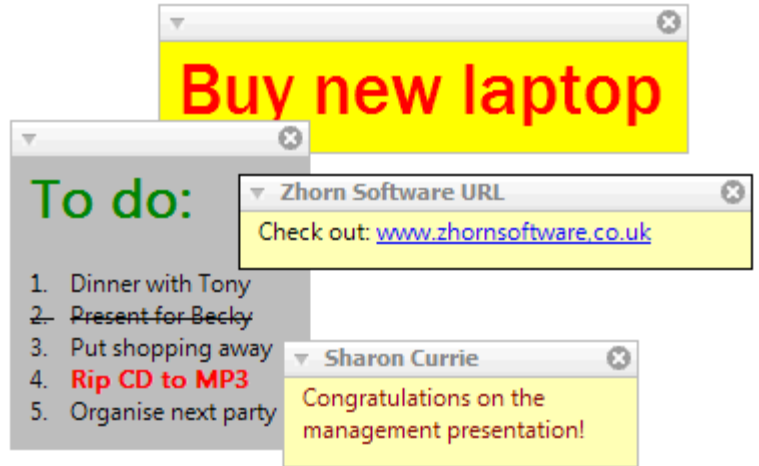 Buy new laptop
To do:
Zhorn Software URL
Check out: www.zhornsoftware.co.uk
1. Dinner with Tony
2. Present for Becky
3. Put shopping away
4. Rip CD to MP3
5. Organise next party
Sharon Currie
Congratulations on the
management presentation!